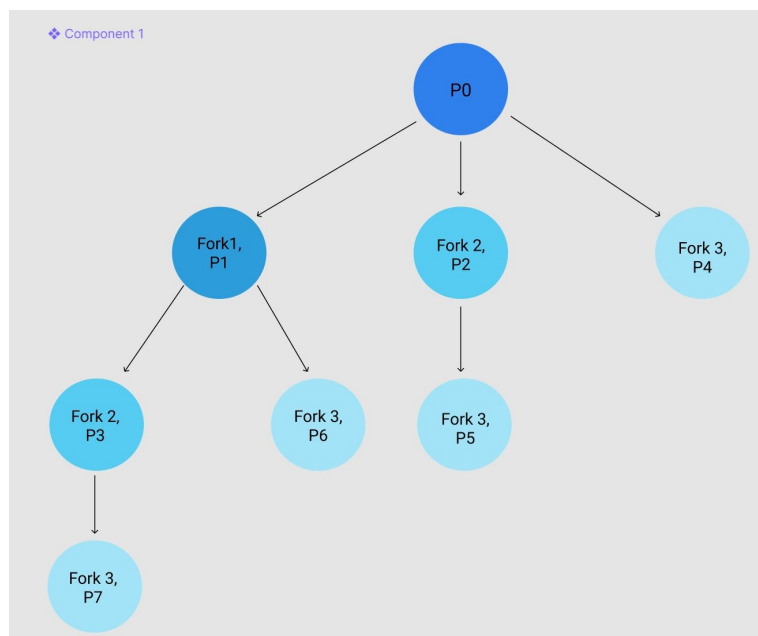 Component 1
P0
Fork1,
P1
Fork 2,
P2
Fork 3,
P4
Fork 2,
P3
Fork 3,
P6
Fork 3,
P5
Fork 3,
P7